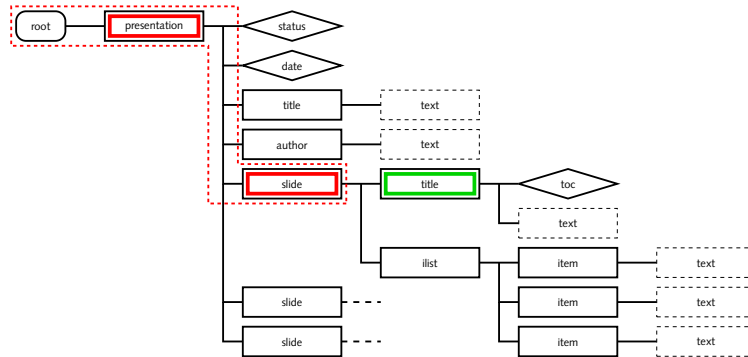 root presentation status
date
title text
author text
slide title toc
text
ilist item text
slide item text
slide item text